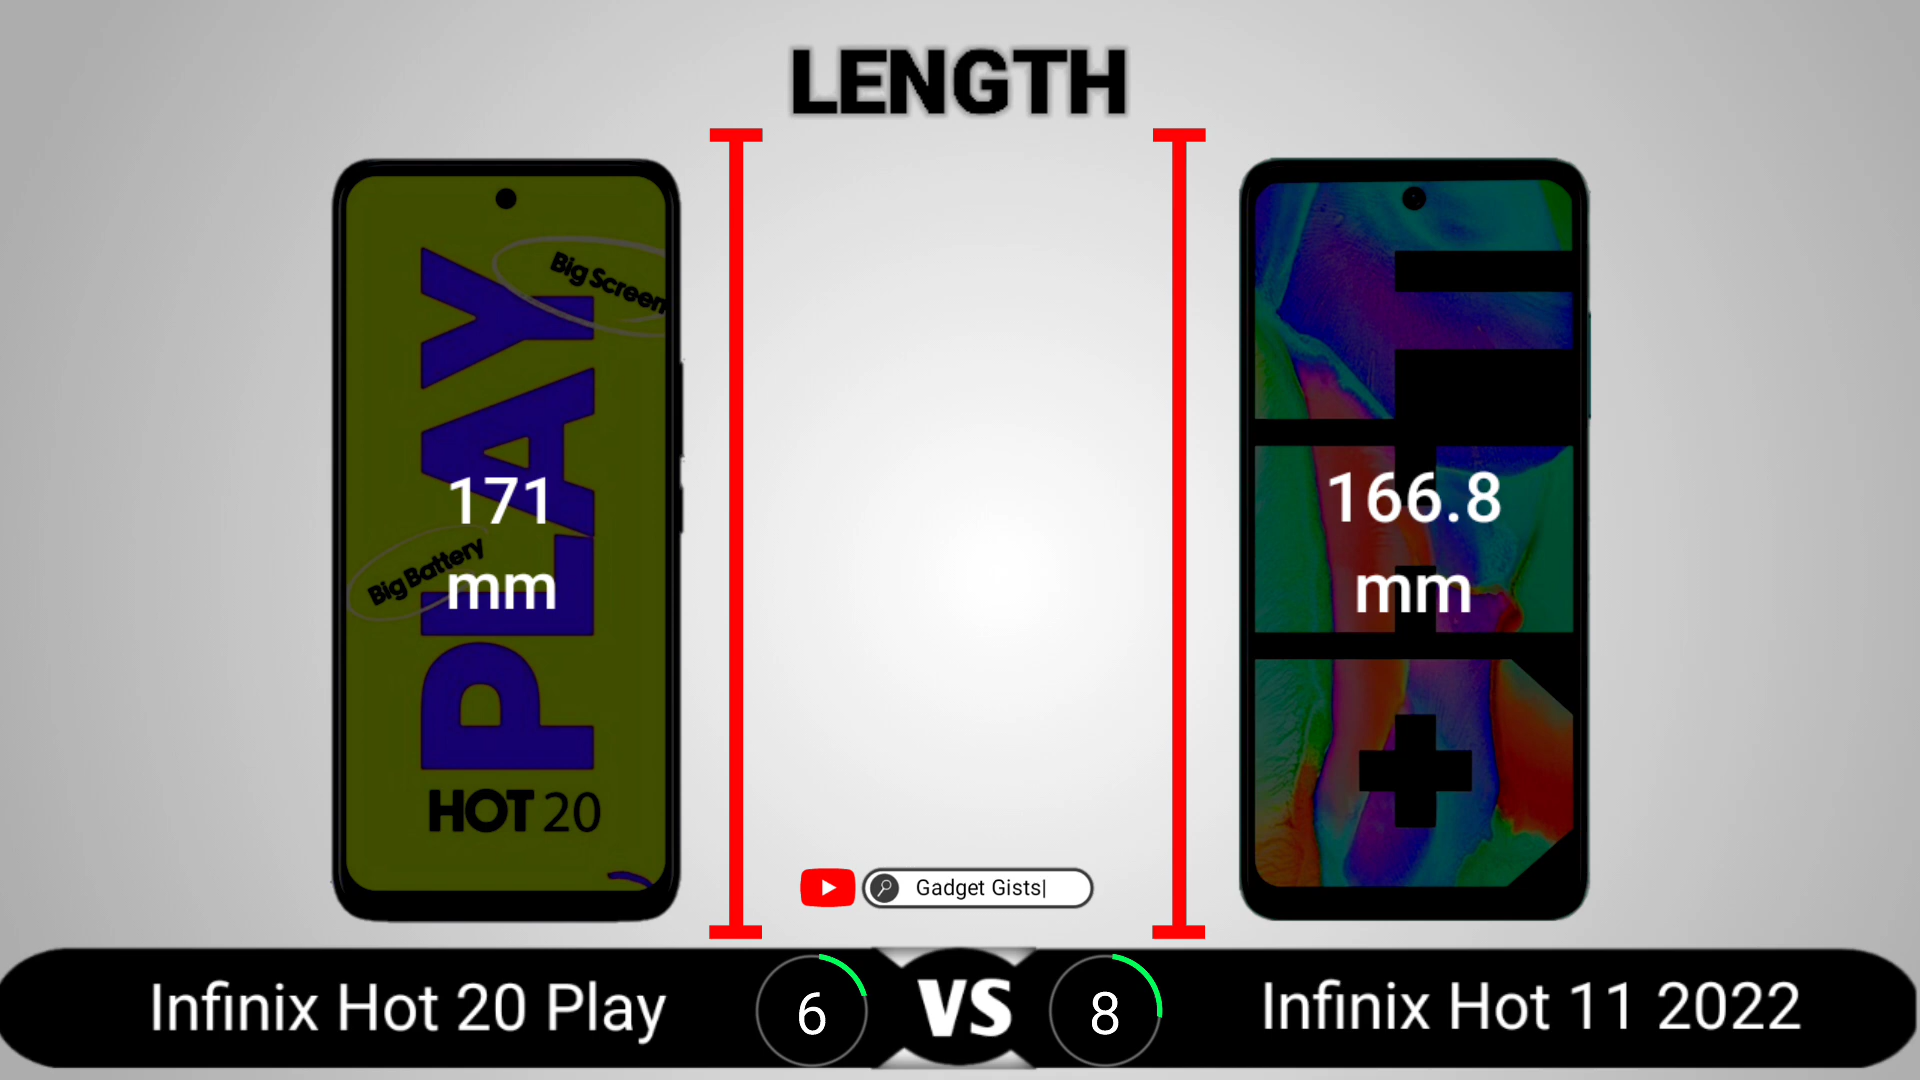 LENGTH
Big Screen
PLAY
171
mm
Big Battery
HOT 20
166.8
mm
Gadget Gists|
Infinix Hot 20 Play
6
VS
8
Infinix Hot 11 2022